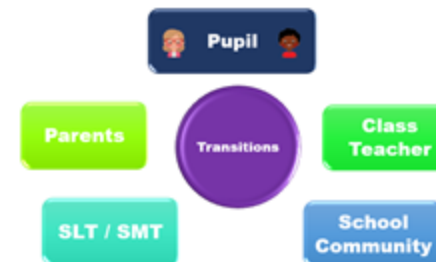 Pupil
Parents
Transitions
Class
Teacher
SLT / SMT
School
Community